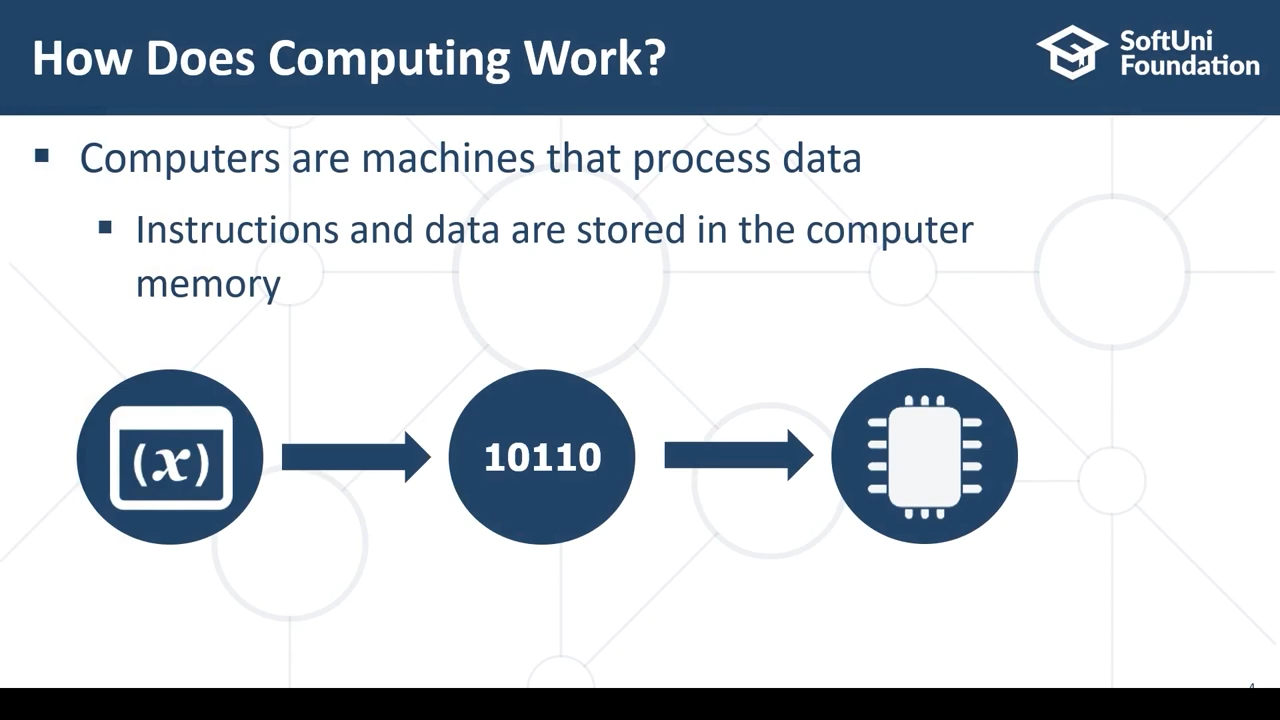 How Does Computing Work?
SoftUni
Foundation
▪ Computers are machines that process data
▪ Instructions and data are stored in the computer
memory
(x)
10110